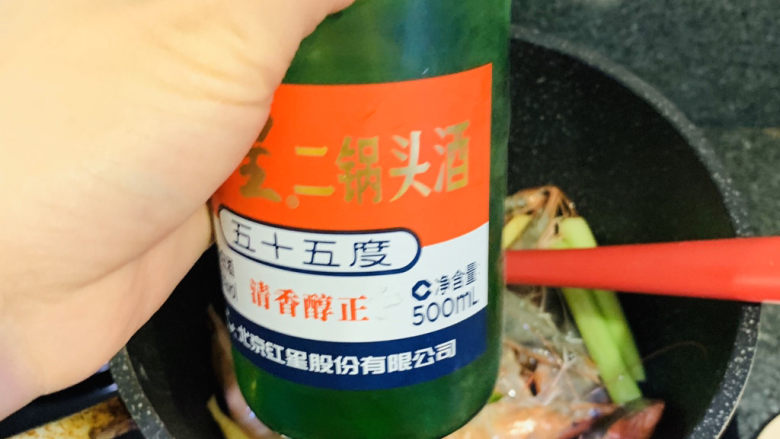 星®二锅头酒
五十五度
清香醇正
净含量:
500mL
北京红星股份有限公司